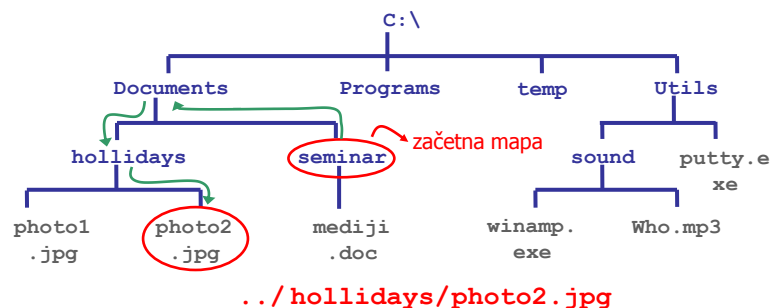 C:\
Documents Programs temp Utils
hollidays seminar začetna mapa sound putty.e
xe
photo1 photo2 mediji winamp. Who.mp3
.jpg .jpg .doc exe
../hollidays/photo2.jpg